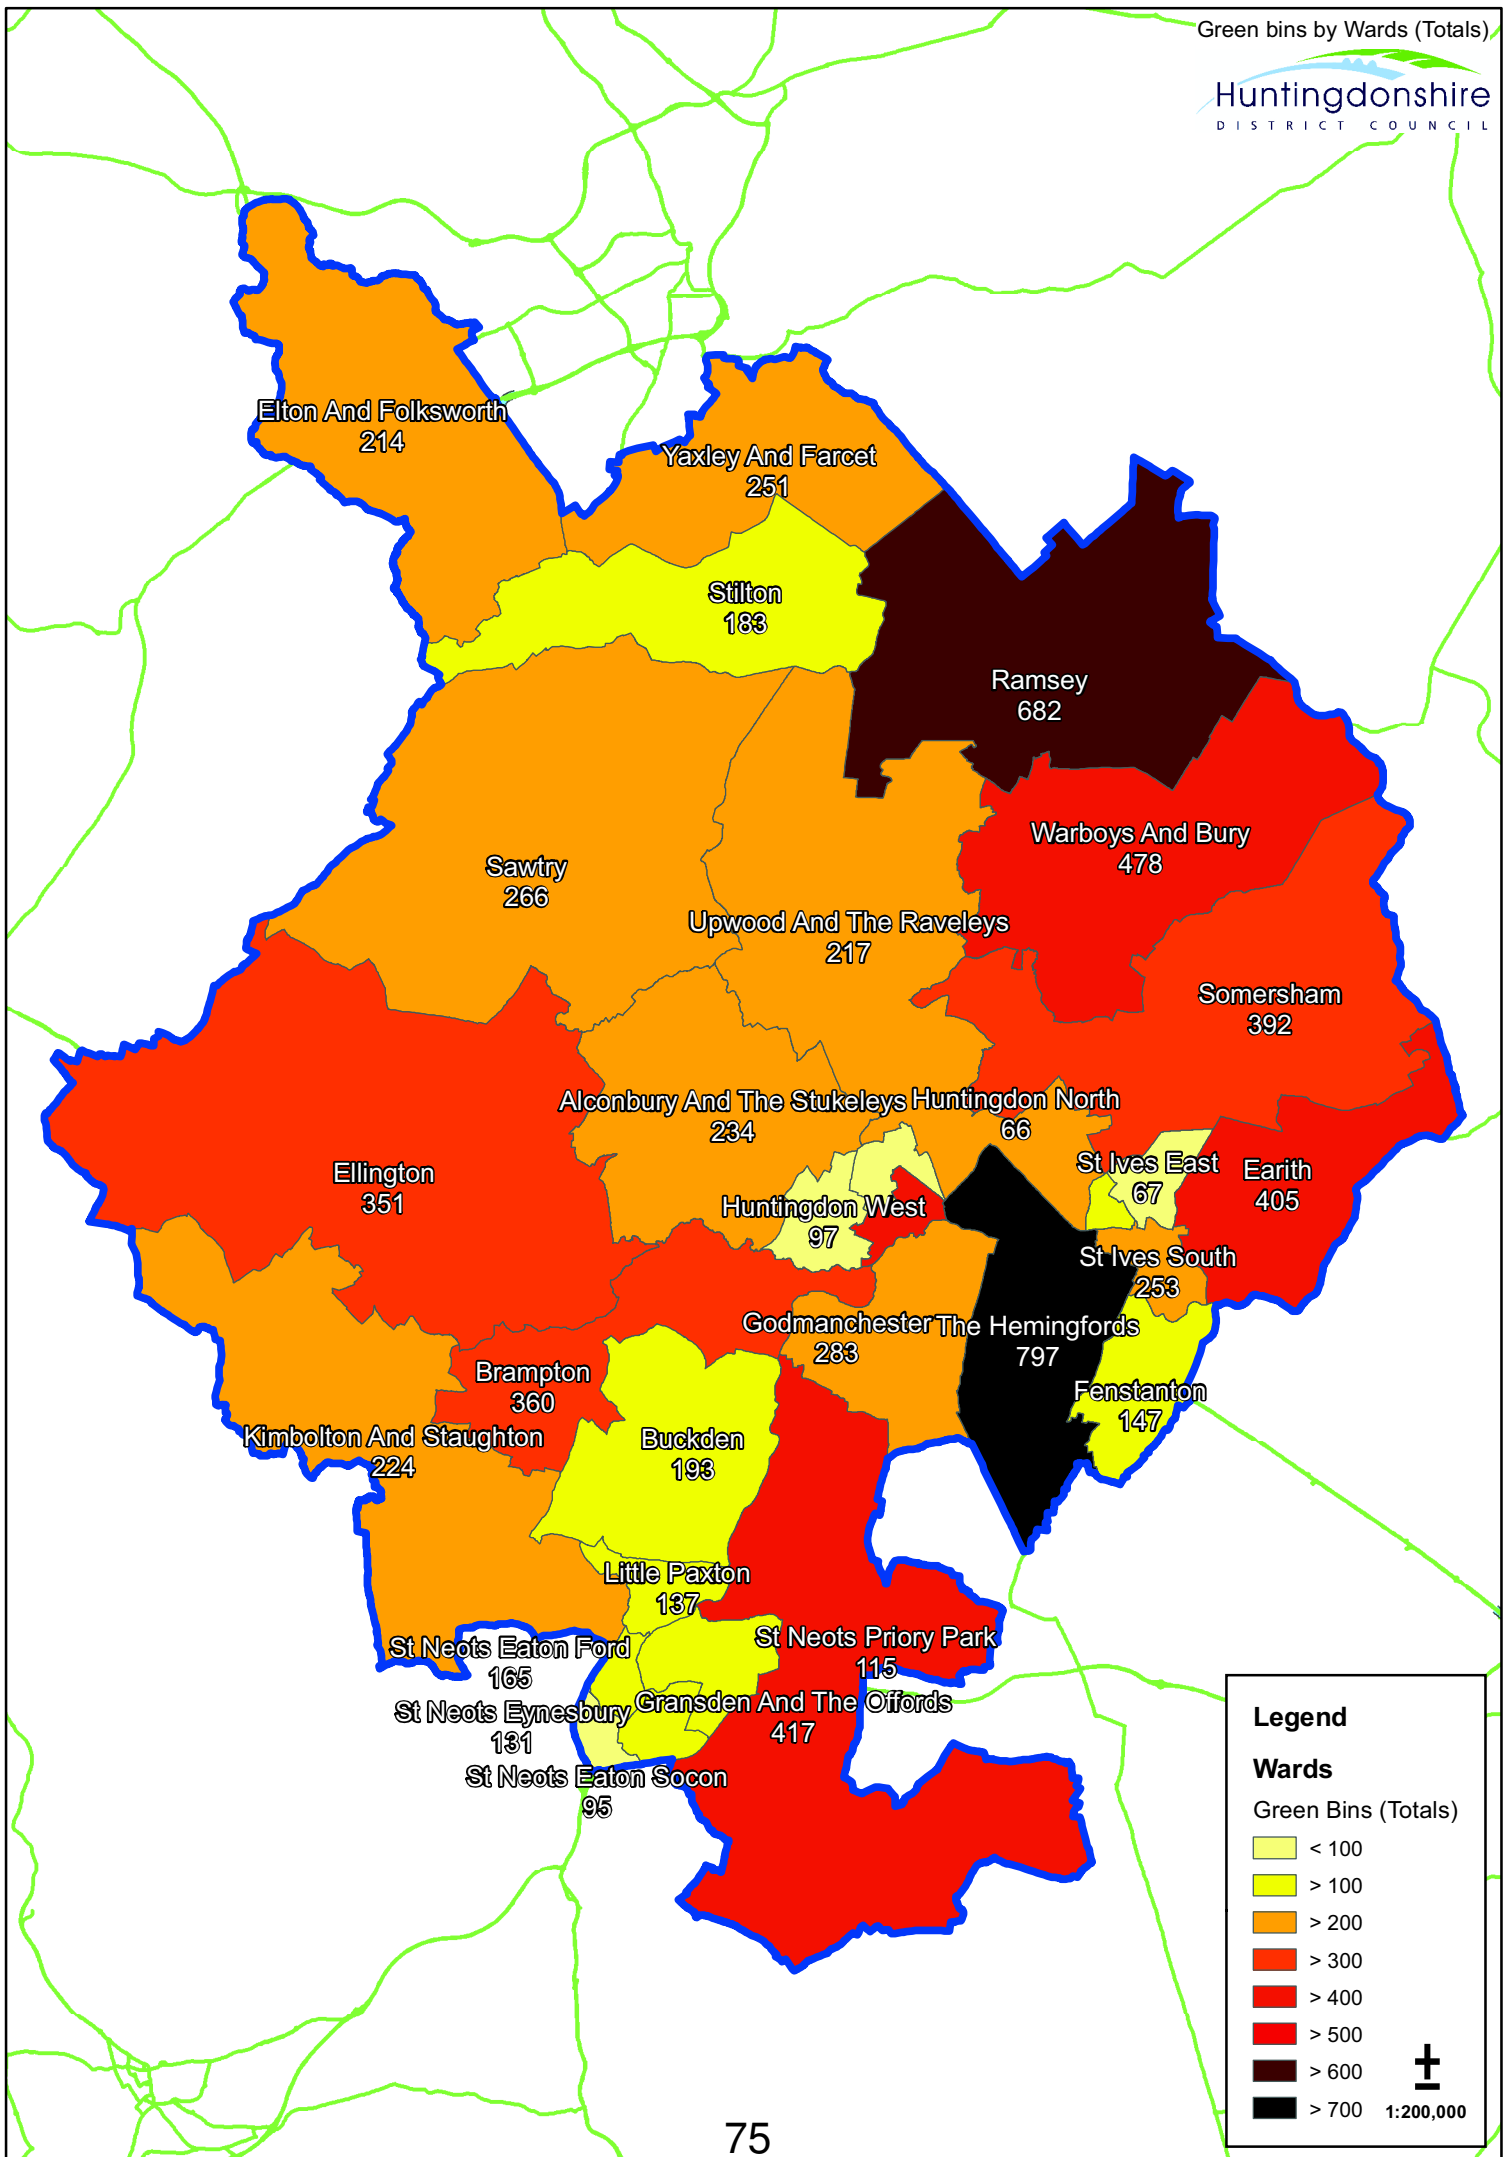 Green bins by Wards (Totals)
Huntingdonshire
DISTRICT COUNCIL
Elton And Folksworth
214
Yaxley And Farcet
251
Stilton
183
Ramsey
682
Warboys And Bury
478
Sawtry
266
Upwood And The Raveleys
217
Somersham
392
Alconbury And The Stukeleys
234
Huntingdon North
66
Ellington
351
St Ives East
67
Earith
405
Huntingdon West
97
St Ives South
253
Godmanchester
283
The Hemingfords
797
Brampton
360
Fenstanton
147
Kimbolton And Staughton
224
Buckden
193
Little Paxton
137
St Neots Eaton Ford
165
St Neots Priory Park
115
St Neots Eynesbury
131
Gransden And The Offords
417
St Neots Eaton Socon
95
Legend
Wards
Green Bins (Totals)
< 100
> 100
> 200
> 300
> 400
> 500
> 600
> 700
±
1:200,000
75